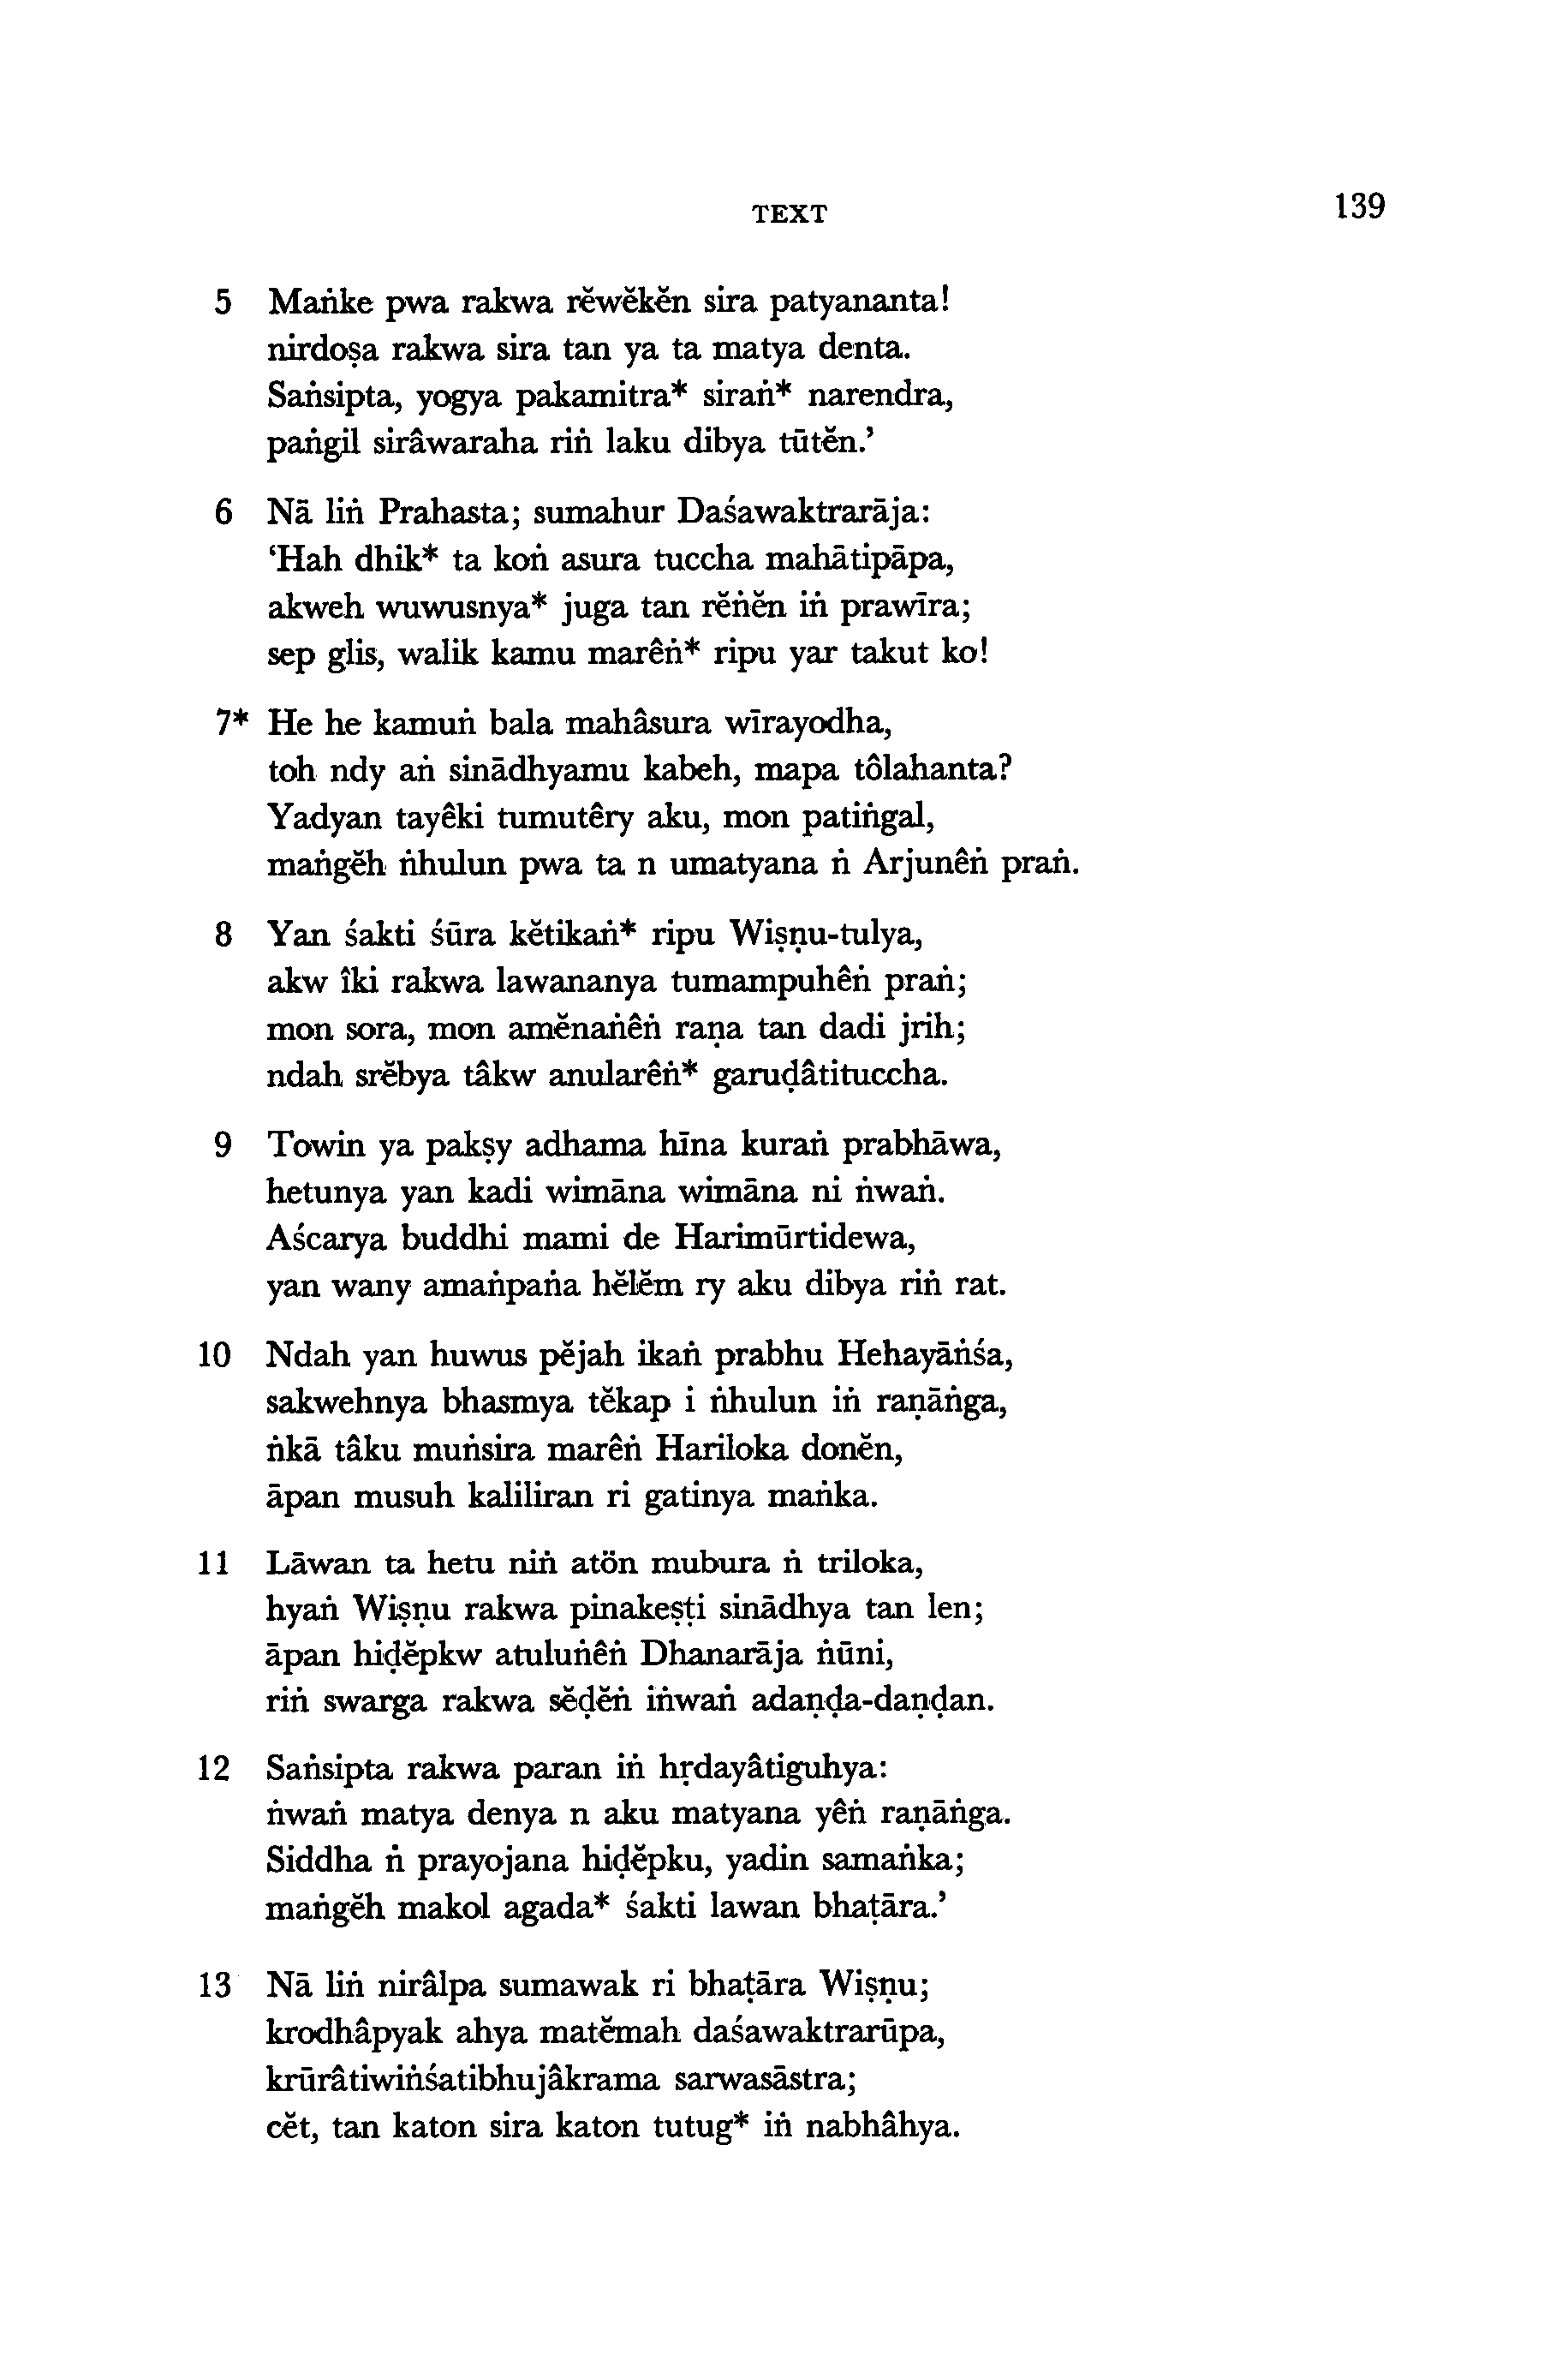 TEXT 139
5 Maṅke pwa rakwa rĕwĕkĕn sira patyananta!
nirdoṣa rakwa sira tan ya ta matya denta.
Saṅsipta, yogya pakamitra* siraṅ* narendra,
paṅgil sirâwaraha riṅ laku dibya tūtĕn.’
6 Nā liṅ Prahasta; sumahur Daśawaktrarāja:
‘Hah dhik* ta koṅ asura tuccha mahātipāpa,
akweh wuwusnya* juga tan rĕṅĕn iṅ prawīra;
sep glis, walik kamu marêṅ* ripu yar takut ko!
7* He he kamuṅ bala mahâsura wīrayodha,
toh ndy aṅ sinādhyamu kabeh, mapa tôlahanta?
Yadyan tayêki tumutêry aku, mon patiṅgal,
maṅgĕh ṅhulun pwa ta n umatyana ṅ Arjunêṅ praṅ.
8 Yan śakti śūra kĕtikaṅ* ripu Wiṣṇu-tulya,
akw îki rakwa lawananya tumampuhêṅ praṅ;
mon sora, mon amĕnaṅêṅ raṇa tan dadi jrih;
ndah srĕbya tâkw anularêṅ* garuḍâtituccha.
9 Towin ya pakṣy adhama hīna kuraṅ prabhāwa,
hetunya yan kadi wimāna wimāna ni ṅwaṅ.
Aścarya buddhi mami de Harimūrtidewa,
yan wany amaṅpaṅa hĕlĕm ry aku dibya riṅ rat.
10 Ndah yan huwus pĕjah ikaṅ prabhu Hehayāṅśa,
sakwehnya bhasmya tĕkap i ṅhulun iṅ raṇāṅga,
ṅkā tâku muṅsira marêṅ Hariloka donĕn,
āpan musuh kaliliran ri gatinya maṅka.
11 Lāwan ta hetu niṅ atön mubura ṅ triloka,
hyaṅ Wiṣṇu rakwa pinakeṣṭi sinādhya tan len;
āpan hiḍĕpkw atuluṅêṅ Dhanarāja ṅūni,
riṅ swarga rakwa sĕḍĕṅ iṅwaṅ adaṇḍa-daṇḍan.
12 Saṅsipta rakwa paran iṅ hṛdayâtiguhya:
ṅwaṅ matya denya n aku matyana yêṅ raṇāṅga.
Siddha ṅ prayojana hiḍĕpku, yadin samaṅka;
maṅgĕh makol agada* śakti lawan bhaṭāra.’
13 Nā liṅ nirâlpa sumawak ri bhaṭāra Wiṣṇu;
krodhâpyak ahya matĕmah daśawaktrarūpa,
krūrâtiwiṅśatibhujâkrama sarwasāstra;
cĕt, tan katon sira katon tutug* iṅ nabhâhya.